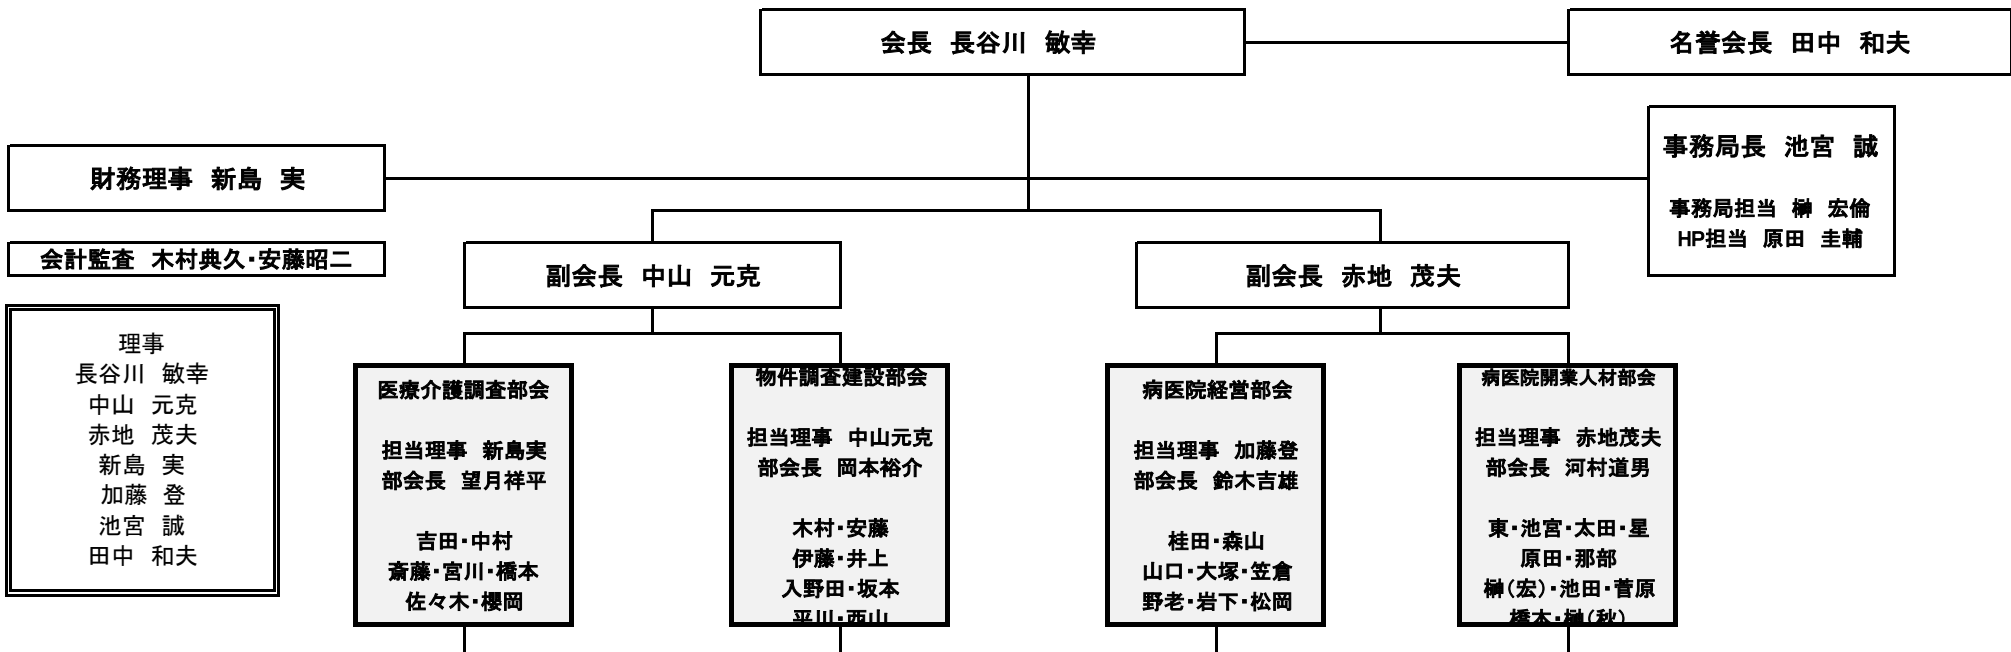 会長　長谷川　敏幸
名誉会長　田中　和夫
事務局長　池宮　誠
事務局担当　榊　宏倫
HP担当　原田　圭輔
財務理事　新島　実
会計監査　木村典久・安藤昭二
副会長　中山　元克
副会長　赤地　茂夫
理事
長谷川　敏幸
中山　元克
赤地　茂夫
新島　実
加藤　登
池宮　誠
田中　和夫
医療介護調査部会
担当理事　新島実
部会長　望月祥平
吉田・中村
斎藤・宮川・橋本
佐々木・櫻岡
物件調査建設部会
担当理事　中山元克
部会長　岡本裕介
木村・安藤
伊藤・井上
入野田・坂本
平川・西山
病医院経営部会
担当理事　加藤登
部会長　鈴木吉雄
桂田・森山
山口・大塚・笠倉
野老・岩下・松岡
病医院開業人材部会
担当理事　赤地茂夫
部会長　河村道男
東・池宮・太田・星
原田・那部
榊（宏）・池田・菅原
橋本・榊（秋）